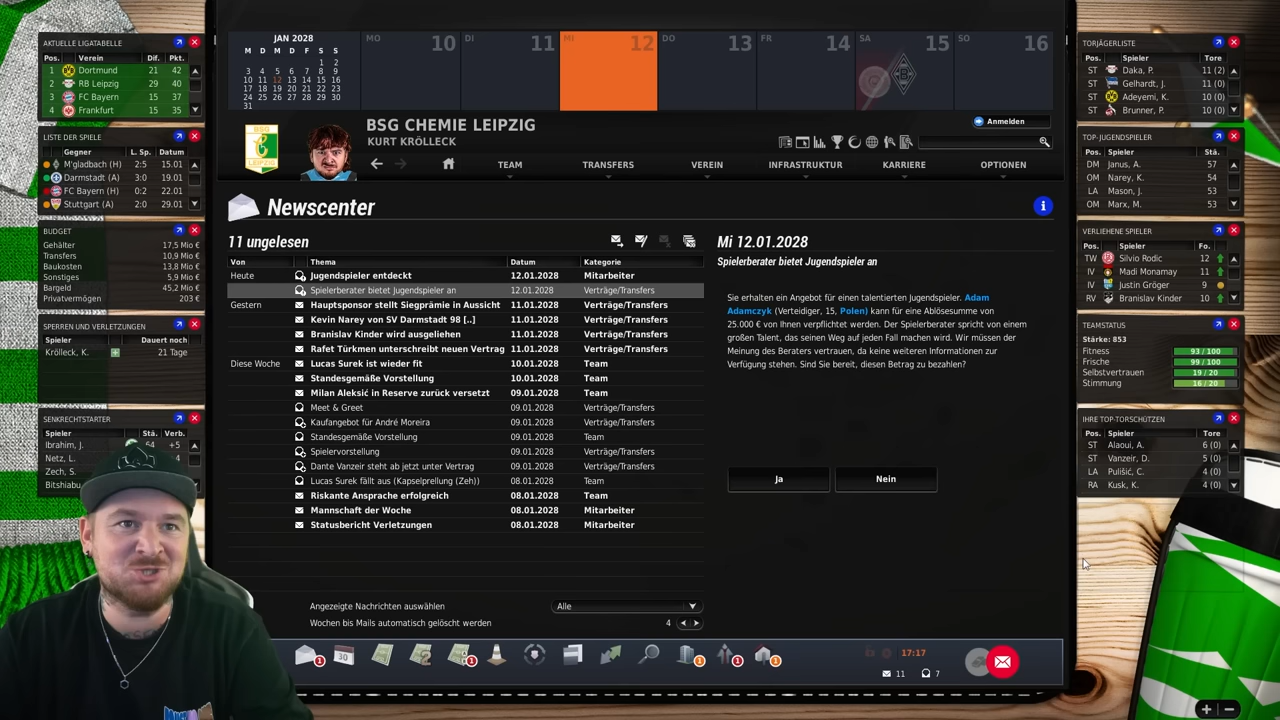 AKTUELLE LIGATABELLE
Pos. Verein Dif. Pkt.
1 Dortmund 21 42
2 RB Leipzig 29 40
3 FC Bayern 15 37
4 Frankfurt 15 35
LISTE DER SPIELE
Gegner L. Sp. Datum
M'gladbach (H) 2:5 15.01
Darmstadt (A) 3:0 19.01
FC Bayern (H) 0:2 22.01
Stuttgart (A) 2:0 29.01
BUDGET
Gehälter 17,5 Mio €
Transfers 10,9 Mio €
Baukosten 13,8 Mio €
Sonstiges 5,9 Mio €
Bargeld 45,2 Mio €
Privatvermögen 203 €
SPERREN UND VERLETZUNGEN
Spieler Dauert noch
Krölleck, K. 21 Tage
SENKRECHTSTARTER
Spieler Stä. Verb.
Ibrahim, J. 64 +5
Netz, L.
Zech, S.
Bitshiabu
JAN 2028
M D M D F S S
1 2
3 4 5 6 7 8 9
10 11 12 13 14 15 16
17 18 19 20 21 22 23
24 25 26 27 28 29 30
31
MO 10 DI 11 MI 12 DO 13 FR 14 SA 15 SO 16
BSG
LEIPZIG
BSG CHEMIE LEIPZIG
KURT KRÖLLECK
Anmelden
TEAM TRANSFERS VEREIN INFRASTRUKTUR KARRIERE OPTIONEN
Newscenter
11 ungelesen
Von Thema Datum Kategorie
Heute Jugendspieler entdeckt 12.01.2028 Mitarbeiter
Spielerberater bietet Jugendspieler an 12.01.2028 Verträge/Transfers
Gestern Hauptsponsor stellt Siegprämie in Aussicht 11.01.2028 Verträge/Transfers
Kevin Narey von SV Darmstadt 98 [..] 11.01.2028 Verträge/Transfers
Branislav Kinder wird ausgeliehen 11.01.2028 Verträge/Transfers
Rafet Türkmen unterschreibt neuen Vertrag 11.01.2028 Verträge/Transfers
Diese Woche Lucas Surek ist wieder fit 10.01.2028 Team
Standesgemäße Vorstellung 10.01.2028 Team
Milan Aleksić in Reserve zurück versetzt 09.01.2028 Team
Meet & Greet 09.01.2028 Verträge/Transfers
Kaufangebot für André Moreira 09.01.2028 Verträge/Transfers
Standesgemäße Vorstellung 09.01.2028 Team
Spielervorstellung 09.01.2028 Verträge/Transfers
Dante Vanzeir steht ab jetzt unter Vertrag 09.01.2028 Verträge/Transfers
Lucas Surek fällt aus (Kapselprellung (Zeh)) 08.01.2028 Team
Riskante Ansprache erfolgreich 08.01.2028 Team
Mannschaft der Woche 08.01.2028 Mitarbeiter
Statusbericht Verletzungen 08.01.2028 Mitarbeiter
Angezeigte Nachrichten auswählen Alle
Wochen bis Mails automatisch gelöscht werden 4
Mi 12.01.2028
Spielerberater bietet Jugendspieler an
Sie erhalten ein Angebot für einen talentierten Jugendspieler. Adam
Adamczyk (Verteidiger, 15, Polen) kann für eine Ablösesumme von
25.000 € von Ihnen verpflichtet werden. Der Spielerberater spricht von einem
großen Talent, das seinen Weg auf jeden Fall machen wird. Wir müssen der
Meinung des Beraters vertrauen, da keine weiteren Informationen zur
Verfügung stehen. Sind Sie bereit, diesen Betrag zu bezahlen?
Ja Nein
1 30 2 1 1 1 1
17:17
11 7
TORJÄGERLISTE
Pos. Spieler Tore
ST Daka, P. 11 (2)
ST Gelhardt, J. 11 (0)
ST Adeyemi, K. 10 (0)
ST Brunner, P. 10 (0)
TOP-JUGENDSPIELER
Pos. Spieler Stä.
DM Janus, A. 57
OM Narey, K. 54
LA Mason, J. 53
OM Marx, M. 53
VERLIEHENE SPIELER
Pos. Spieler Fo.
TW Silvio Rodic 12
IV Madi Monamay 11
IV Justin Gröger 9
RV Branislav Kinder 10
TEAMSTATUS
Stärke: 853
Fitness 93 / 100
Frische 99 / 100
Selbstvertrauen 19 / 20
Stimmung 16 / 20
IHRE TOP-TORSCHÜTZEN
Pos. Spieler Tore
ST Alaoui, A. 6 (0)
ST Vanzeir, D. 5 (0)
LA Pulišić, C. 4 (0)
RA Kusk, K. 4 (0)